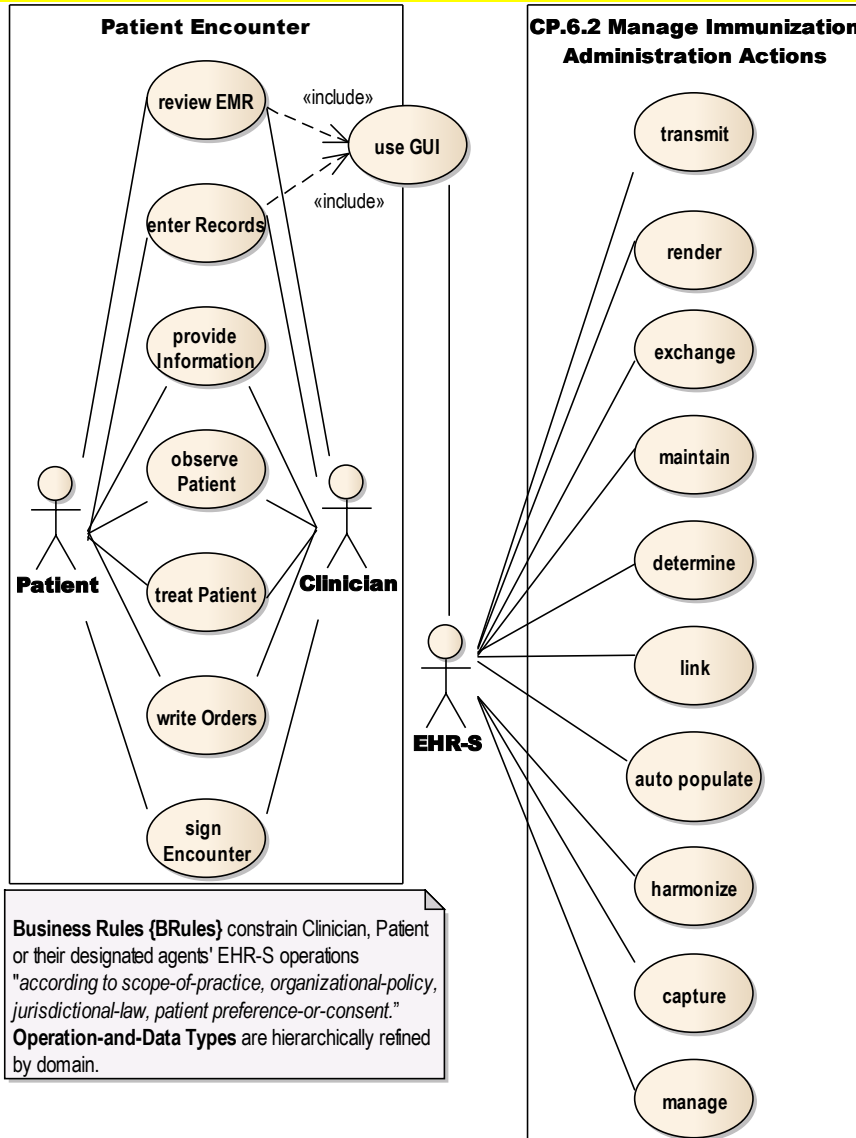 Patient Encounter
review EMR
«include»
use GUI
enter Records
«include»
provide
Information
observe
Patient
Patient
Clinician
treat Patient
write Orders
sign
Encounter
EHR-S
CP.6.2 Manage Immunization
Administration Actions
transmit
render
exchange
maintain
determine
link
auto populate
harmonize
capture
manage
Business Rules {BRules} constrain Clinician, Patient
or their designated agents' EHR-S operations
"according to scope-of-practice, organizational-policy,
jurisdictional-law, patient preference-or-consent.”
Operation-and-Data Types are hierarchically refined
by domain.